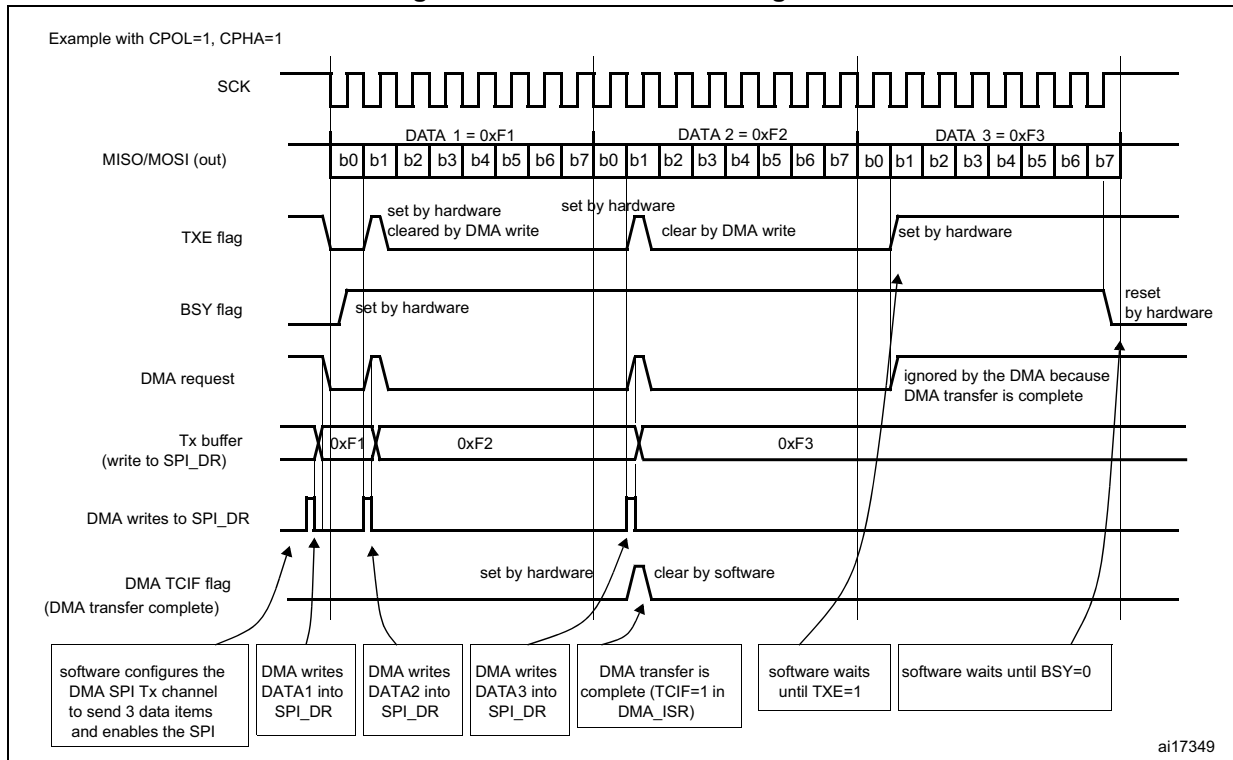 Example with CPOL=1, CPHA=1
SCK
DATA 1 = 0xF1
DATA 2 = 0xF2
DATA 3 = 0xF3
MISO/MOSI (out)
b0 b1 b2 b3 b4 b5 b6 b7 b0 b1 b2 b3 b4 b5 b6 b7 b0 b1 b2 b3 b4 b5 b6 b7
TXE flag
set by hardware
cleared by DMA write
set by hardware
clear by DMA write
set by hardware
BSY flag
set by hardware
reset
by hardware
DMA request
ignored by the DMA because
DMA transfer is complete
Tx buffer
(write to SPI_DR)
0xF1
0xF2
0xF3
DMA writes to SPI_DR
DMA TCIF flag
(DMA transfer complete)
set by hardware
clear by software
software configures the
DMA SPI Tx channel
to send 3 data items
and enables the SPI
DMA writes
DATA1 into
SPI_DR
DMA writes
DATA2 into
SPI_DR
DMA writes
DATA3 into
SPI_DR
DMA transfer is
complete (TCIF=1 in
DMA_ISR)
software waits
until TXE=1
software waits until BSY=0
ai17349